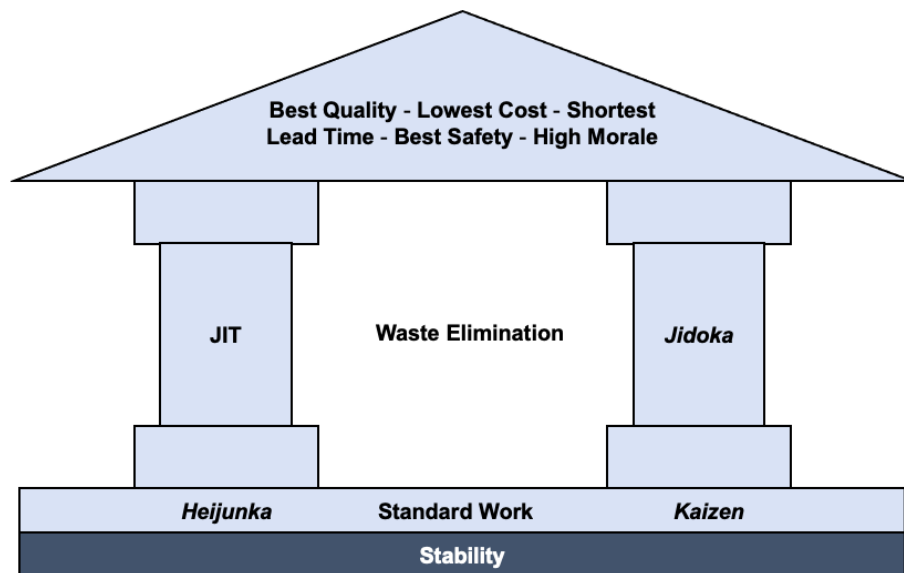 Best Quality - Lowest Cost - Shortest
Lead Time - Best Safety - High Morale
JIT
Waste Elimination
Jidoka
Heijunka
Standard Work
Kaizen
Stability